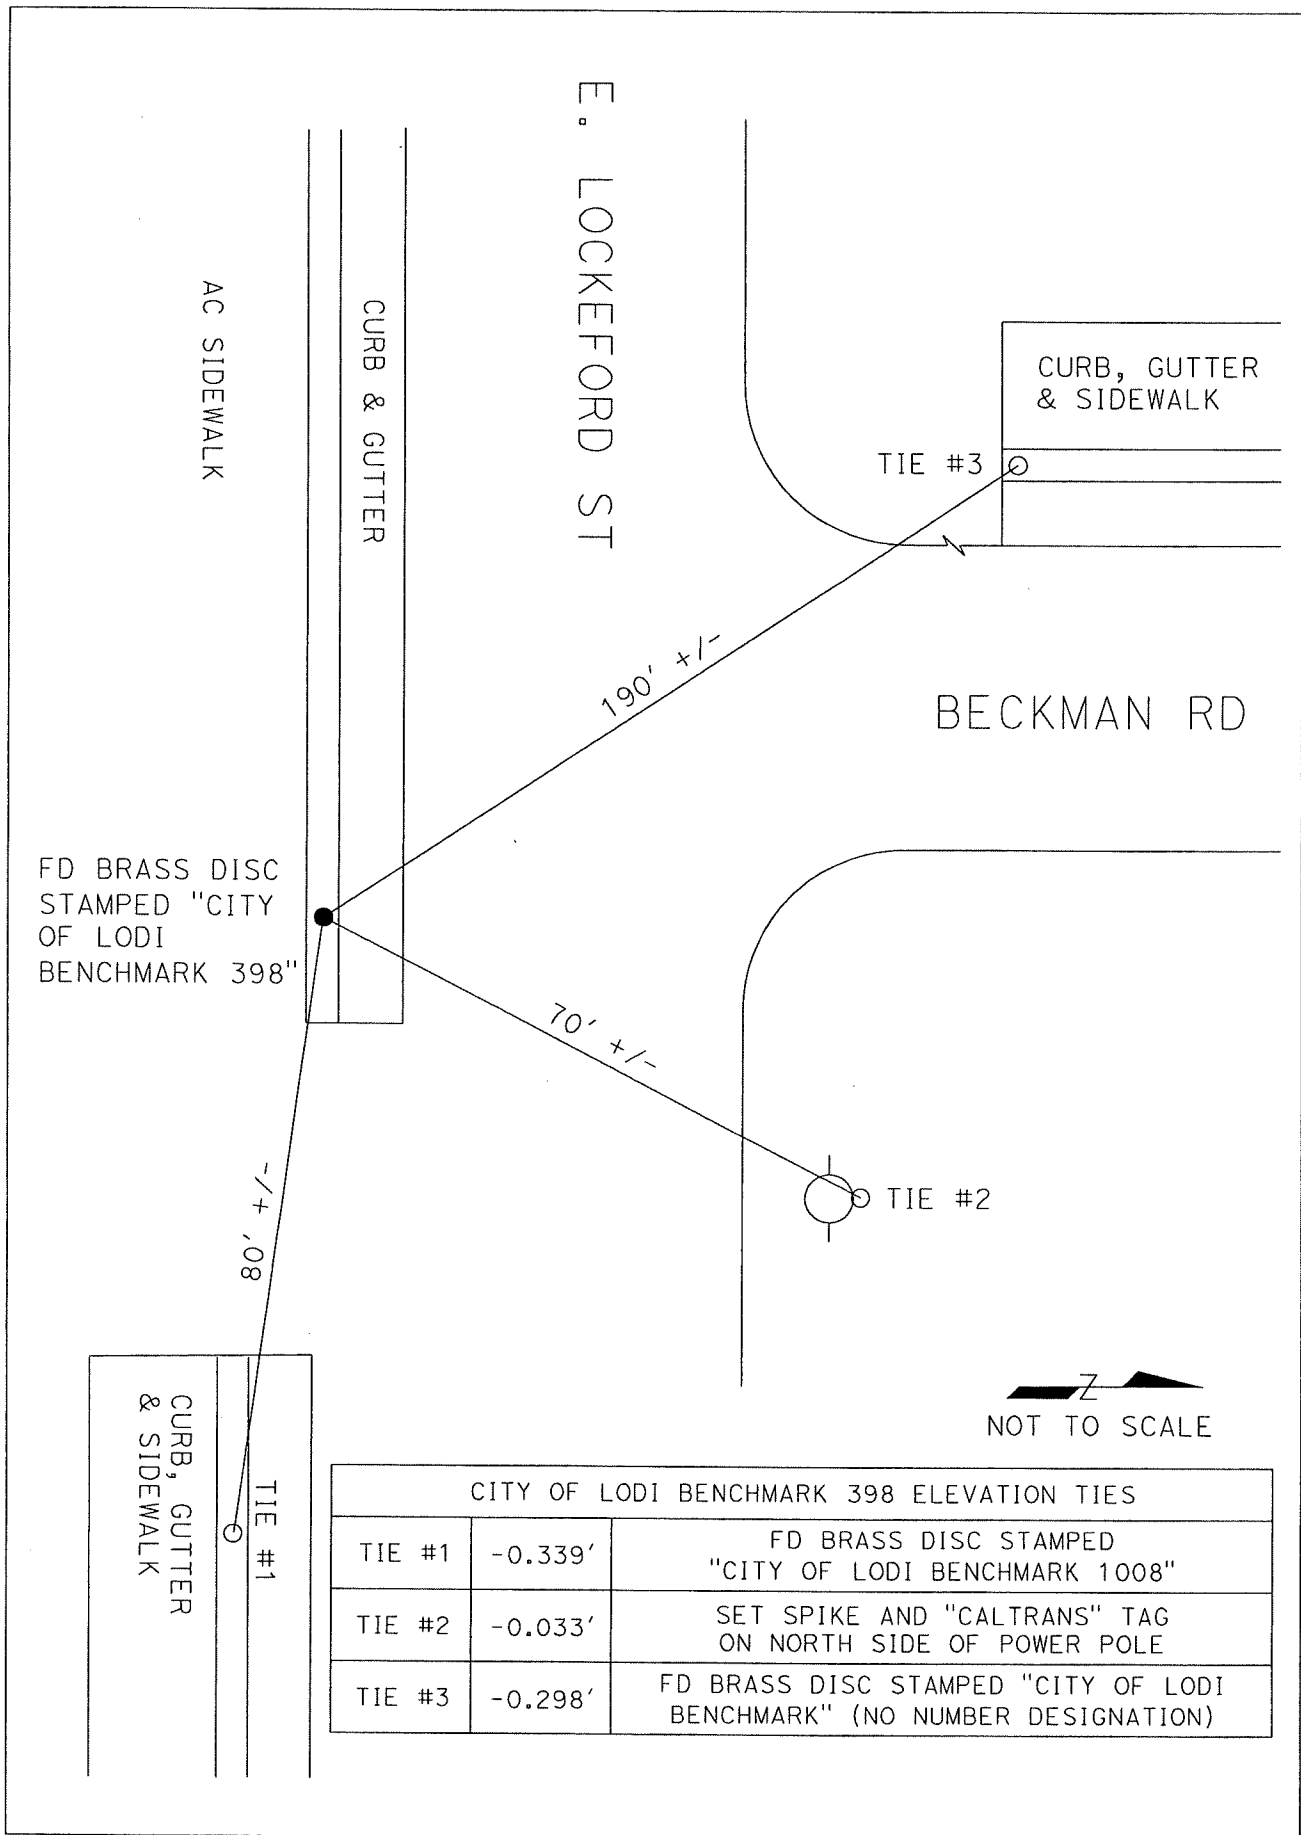 E. LOCKEFORD ST
AC SIDEWALK
CURB & GUTTER
CURB, GUTTER
& SIDEWALK
TIE #3
190' +/-
BECKMAN RD
FD BRASS DISC
STAMPED "CITY
OF LODI
BENCHMARK 398"
70' +/-
80' +/-
TIE #2
CURB, GUTTER
& SIDEWALK
TIE #1
Z
NOT TO SCALE
CITY OF LODI BENCHMARK 398 ELEVATION TIES
TIE #1 -0.339' FD BRASS DISC STAMPED
"CITY OF LODI BENCHMARK 1008"
TIE #2 -0.033' SET SPIKE AND "CALTRANS" TAG
ON NORTH SIDE OF POWER POLE
TIE #3 -0.298' FD BRASS DISC STAMPED "CITY OF LODI
BENCHMARK" (NO NUMBER DESIGNATION)